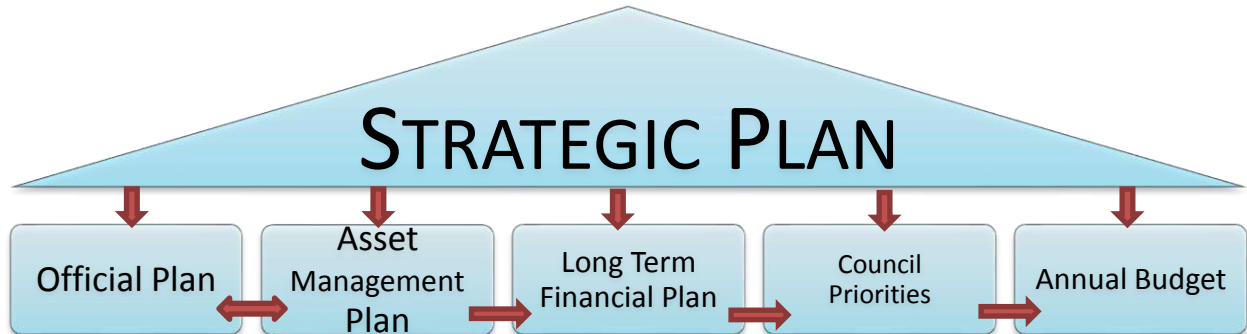 STRATEGIC PLAN
Official Plan
Asset
Management
Plan
Long Term
Financial Plan
Council
Priorities
Annual Budget